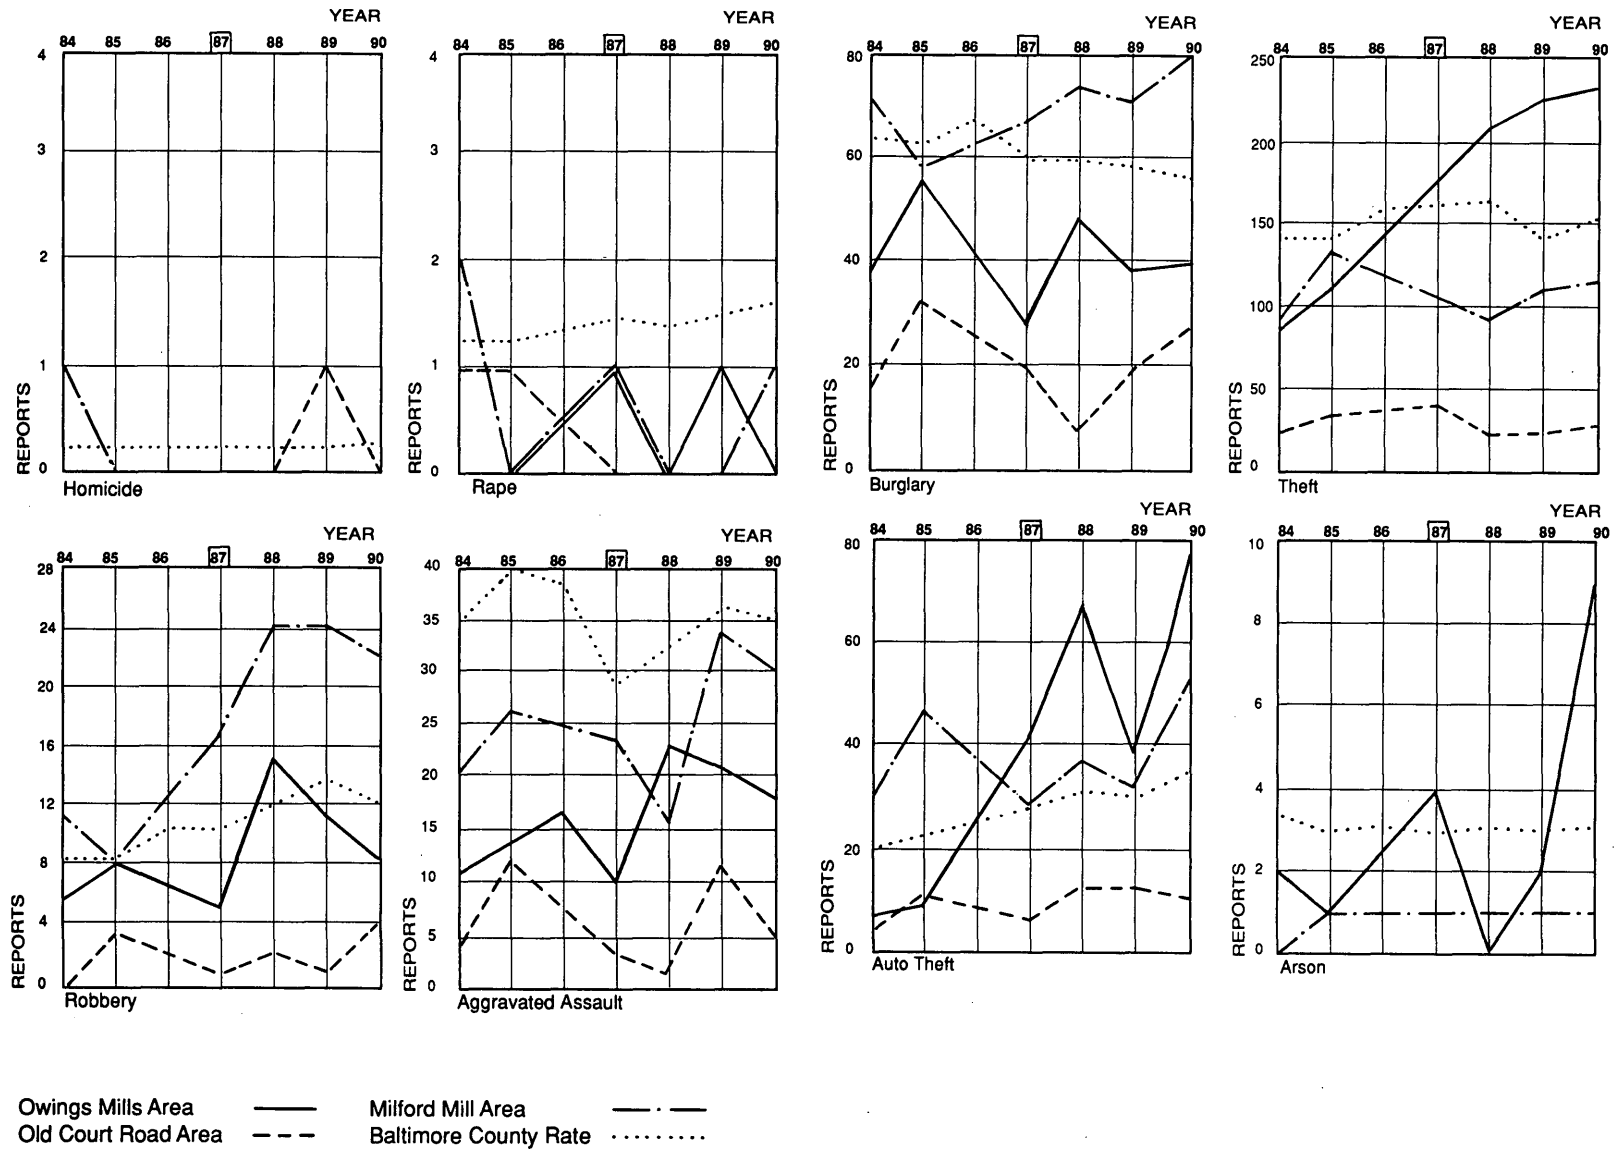 YEAR
84 85 86 87 88 89 90
4
3
2
1
0
REPORTS
Homicide
YEAR
84 85 86 87 88 89 90
4
3
2
1
0
REPORTS
Rape
YEAR
84 85 86 87 88 89 90
80
60
40
20
0
REPORTS
Burglary
YEAR
84 85 86 87 88 89 90
250
200
150
100
50
0
REPORTS
Theft
YEAR
84 85 86 87 88 89 90
28
24
20
16
12
8
4
0
REPORTS
Robbery
YEAR
84 85 86 87 88 89 90
40
35
30
25
20
15
10
5
0
REPORTS
Aggravated Assault
YEAR
84 85 86 87 88 89 90
80
60
40
20
0
REPORTS
Auto Theft
YEAR
84 85 86 87 88 89 90
10
8
6
4
2
0
REPORTS
Arson
Owings Mills Area
Milford Mill Area
Old Court Road Area
Baltimore County Rate